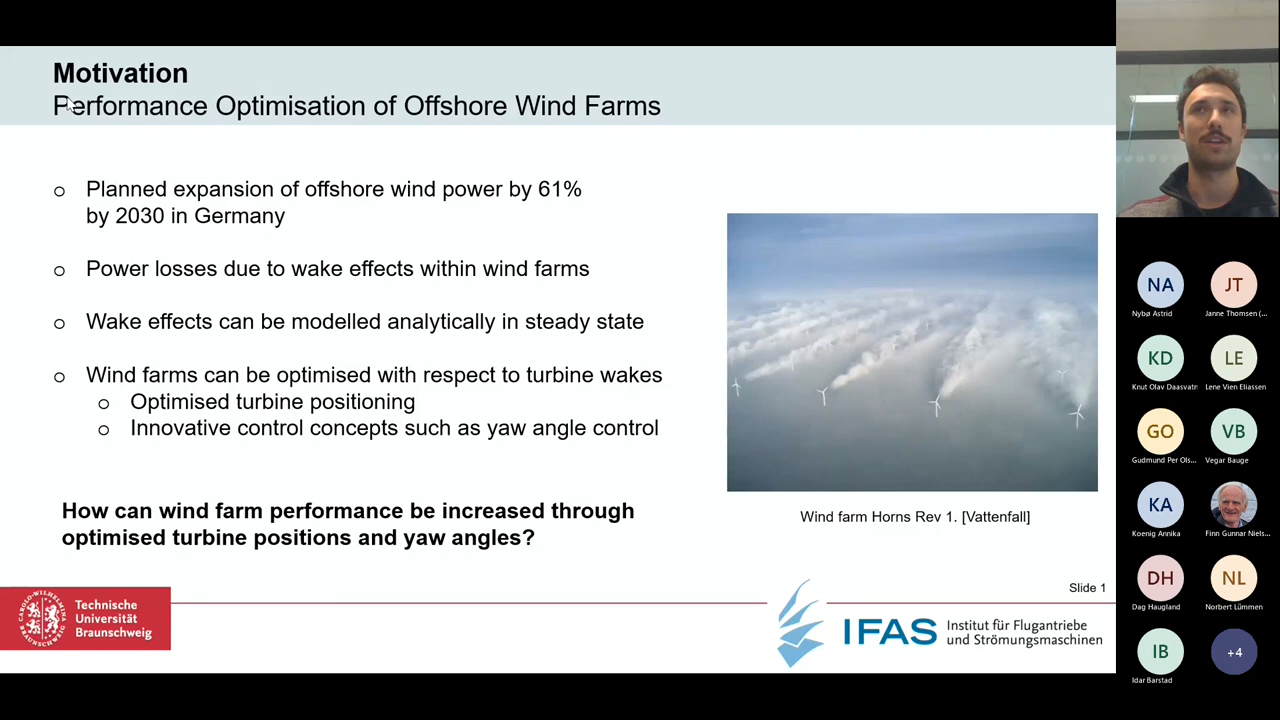 Motivation
Performance Optimisation of Offshore Wind Farms
o Planned expansion of offshore wind power by 61%
by 2030 in Germany
o Power losses due to wake effects within wind farms
o Wake effects can be modelled analytically in steady state
o Wind farms can be optimised with respect to turbine wakes
o Optimised turbine positioning
o Innovative control concepts such as yaw angle control
How can wind farm performance be increased through
optimised turbine positions and yaw angles?
Wind farm Horns Rev 1. [Vattenfall]
Slide 1
Technische
Universität
Braunschweig
IFAS
Institut für Flugantriebe
und Strömungsmaschinen
NA
JT
Nybø Astrid
Janne Thomsen (...
KD
LE
Knut Olav Daasvatn
Lene Vien Eliassen
GO
VB
Gudmund Per Ols...
Vegar Bauge
KA
Koenig Annika
Finn Gunnar Niels...
DH
NL
Dag Haugland
Norbert Lümmen
IB
+4
Idar Barstad